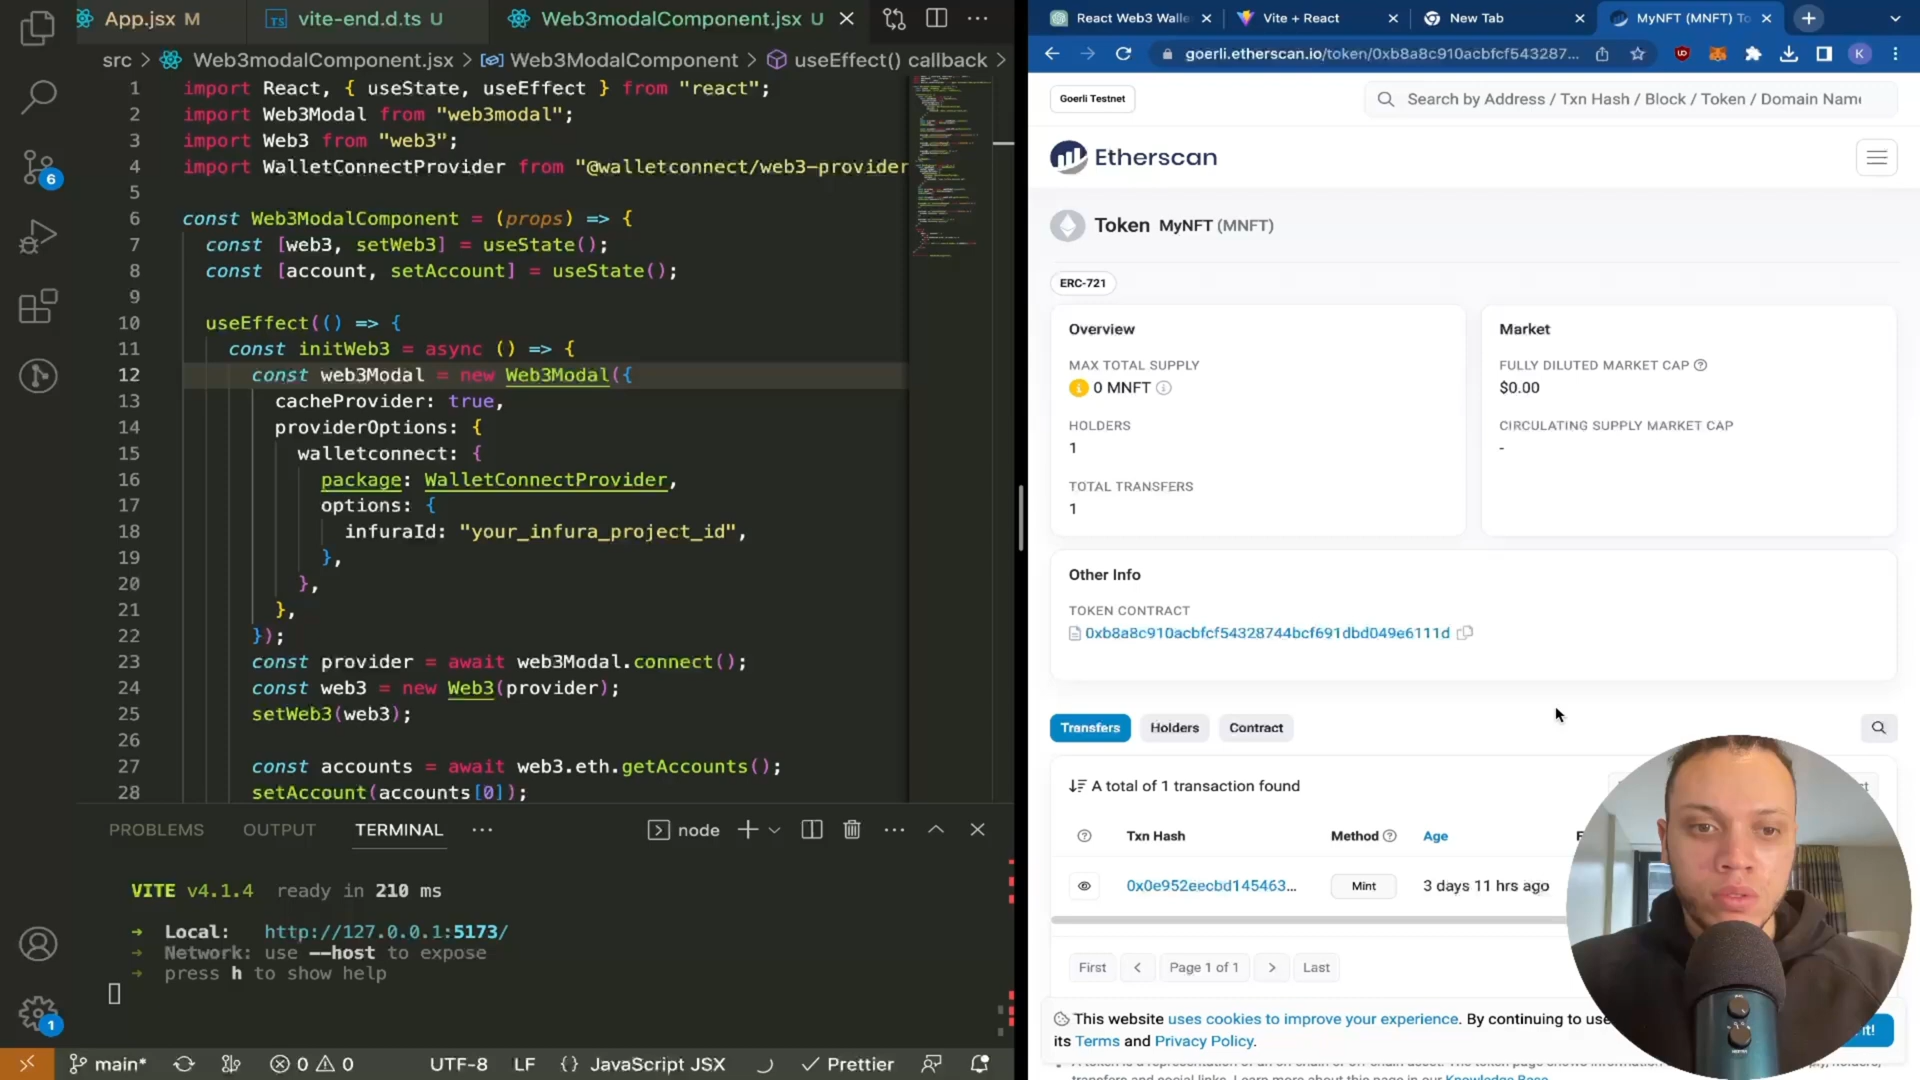 App.jsx M
TS vite-end.d.ts U
Web3modalComponent.jsx U
src > Web3modalComponent.jsx > Web3ModalComponent > useEffect() callback >
1 import React, { useState, useEffect } from "react";
2 import Web3Modal from "web3modal";
3 import Web3 from "web3";
4 import WalletConnectProvider from "@walletconnect/web3-provider
5
6 const Web3ModalComponent = (props) => {
7 const [web3, setWeb3] = useState();
8 const [account, setAccount] = useState();
9
10 useEffect(() => {
11 const initWeb3 = async () => {
12 const web3Modal = new Web3Modal({
13 cacheProvider: true,
14 providerOptions: {
15 walletconnect: {
16 package: WalletConnectProvider,
17 options: {
18 infuraId: "your_infura_project_id",
19 },
20 },
21 },
22 });
23 const provider = await web3Modal.connect();
24 const web3 = new Web3(provider);
25 setWeb3(web3);
26
27 const accounts = await web3.eth.getAccounts();
28 setAccount(accounts[0]);
6
1
PROBLEMS OUTPUT TERMINAL ... node
VITE v4.1.4 ready in 210 ms
➜ Local: http://127.0.0.1:5173/
➜ Network: use --host to expose
➜ press h to show help
main* 0 0 UTF-8 LF {} JavaScript JSX Prettier
React Web3 Walle
Vite + React
New Tab
MyNFT (MNFT) To
goerli.etherscan.io/token/0xb8a8c910acbfcf543287...
K
Goerli Testnet
Search by Address / Txn Hash / Block / Token / Domain Name
Etherscan
Token MyNFT (MNFT)
ERC-721
Overview
MAX TOTAL SUPPLY
0 MNFT
HOLDERS
1
TOTAL TRANSFERS
1
Market
FULLY DILUTED MARKET CAP
$0.00
CIRCULATING SUPPLY MARKET CAP
-
Other Info
TOKEN CONTRACT
0xb8a8c910acbfcf54328744bcf691dbd049e6111d
Transfers Holders Contract
A total of 1 transaction found
Txn Hash Method Age F
0x0e952eecbd145463... Mint 3 days 11 hrs ago
First < Page 1 of 1 > Last
This website uses cookies to improve your experience. By continuing to use
its Terms and Privacy Policy.
it!